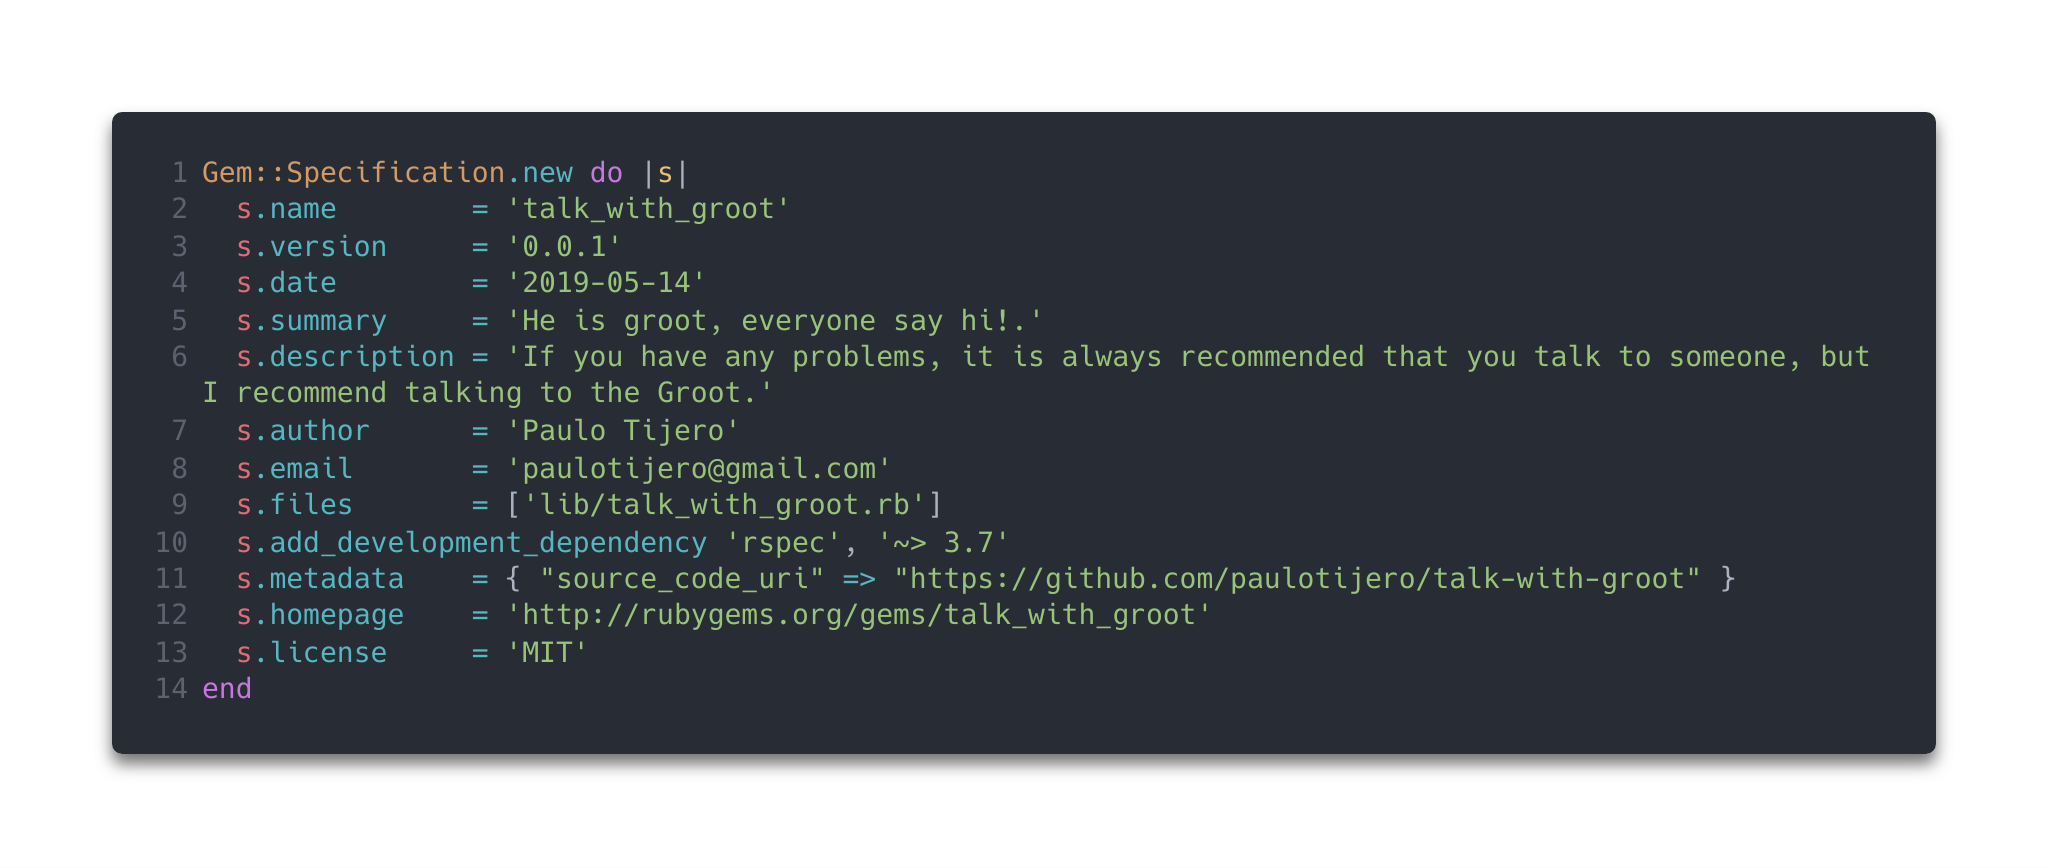 1 Gem::Specification.new do |s|
2   s.name        = 'talk_with_groot'
3   s.version     = '0.0.1'
4   s.date        = '2019-05-14'
5   s.summary     = 'He is groot, everyone say hi!.'
6   s.description = 'If you have any problems, it is always recommended that you talk to someone, but
I recommend talking to the Groot.'
7   s.author      = 'Paulo Tijero'
8   s.email       = 'paulotijero@gmail.com'
9   s.files       = ['lib/talk_with_groot.rb']
10   s.add_development_dependency 'rspec', '~> 3.7'
11   s.metadata    = { "source_code_uri" => "https://github.com/paulotijero/talk-with-groot" }
12   s.homepage    = 'http://rubygems.org/gems/talk_with_groot'
13   s.license     = 'MIT'
14 end